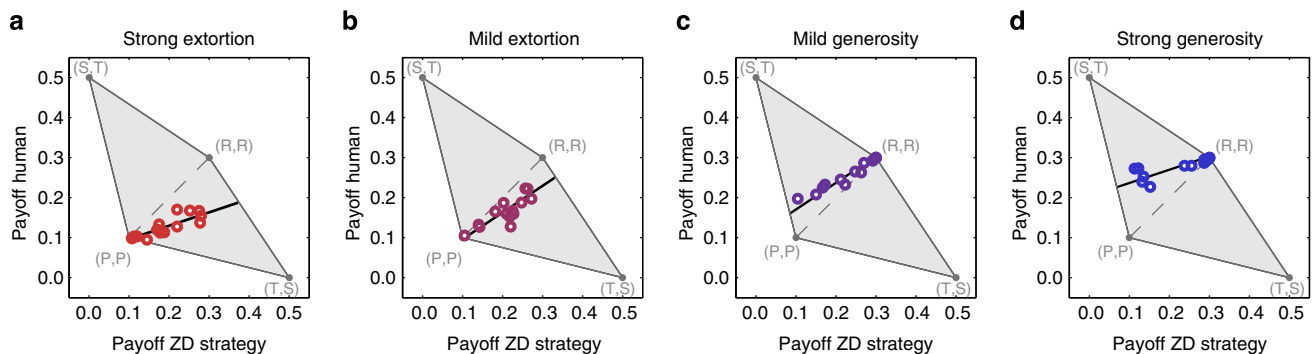 a
Strong extortion
0.5
0.4
0.3
0.2
0.1
0.0
Payoff human
(S,T)
(R,R)
(P,P)
(T,S)
0.0 0.1 0.2 0.3 0.4 0.5
Payoff ZD strategy
b
Mild extortion
0.5
0.4
0.3
0.2
0.1
0.0
Payoff human
(S,T)
(R,R)
(P,P)
(T,S)
0.0 0.1 0.2 0.3 0.4 0.5
Payoff ZD strategy
c
Mild generosity
0.5
0.4
0.3
0.2
0.1
0.0
Payoff human
(S,T)
(R,R)
(P,P)
(T,S)
0.0 0.1 0.2 0.3 0.4 0.5
Payoff ZD strategy
d
Strong generosity
0.5
0.4
0.3
0.2
0.1
0.0
Payoff human
(S,T)
(R,R)
(P,P)
(T,S)
0.0 0.1 0.2 0.3 0.4 0.5
Payoff ZD strategy